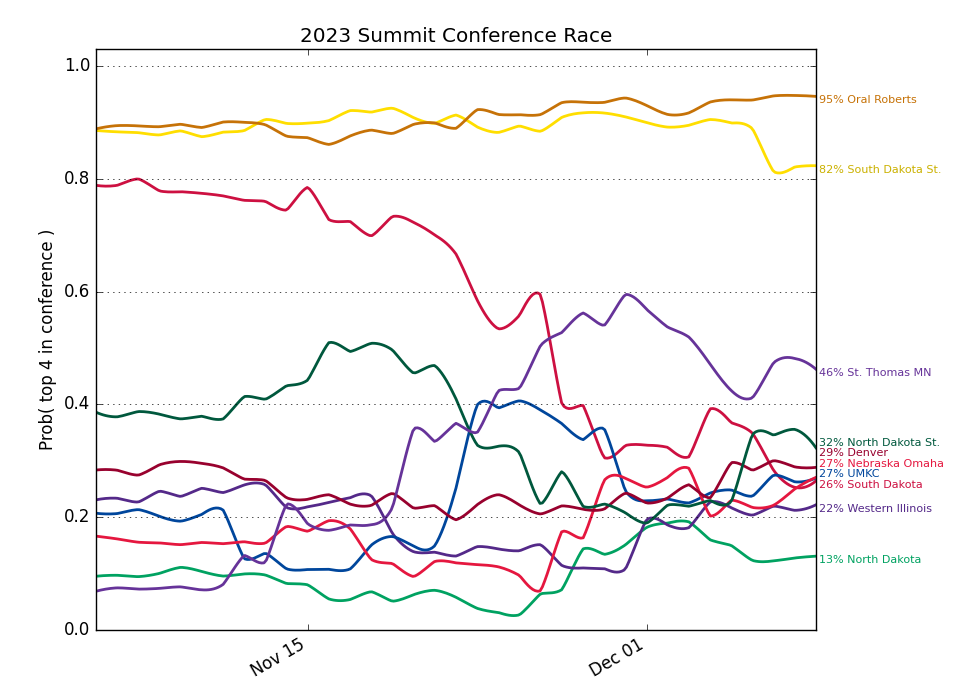 2023 Summit Conference Race
Prob( top 4 in conference )
1.0
0.8
0.6
0.4
0.2
0.0
Nov 15
Dec 01
95% Oral Roberts
82% South Dakota St.
46% St. Thomas MN
32% North Dakota St.
29% Denver
27% Nebraska Omaha
27% UMKC
26% South Dakota
22% Western Illinois
13% North Dakota